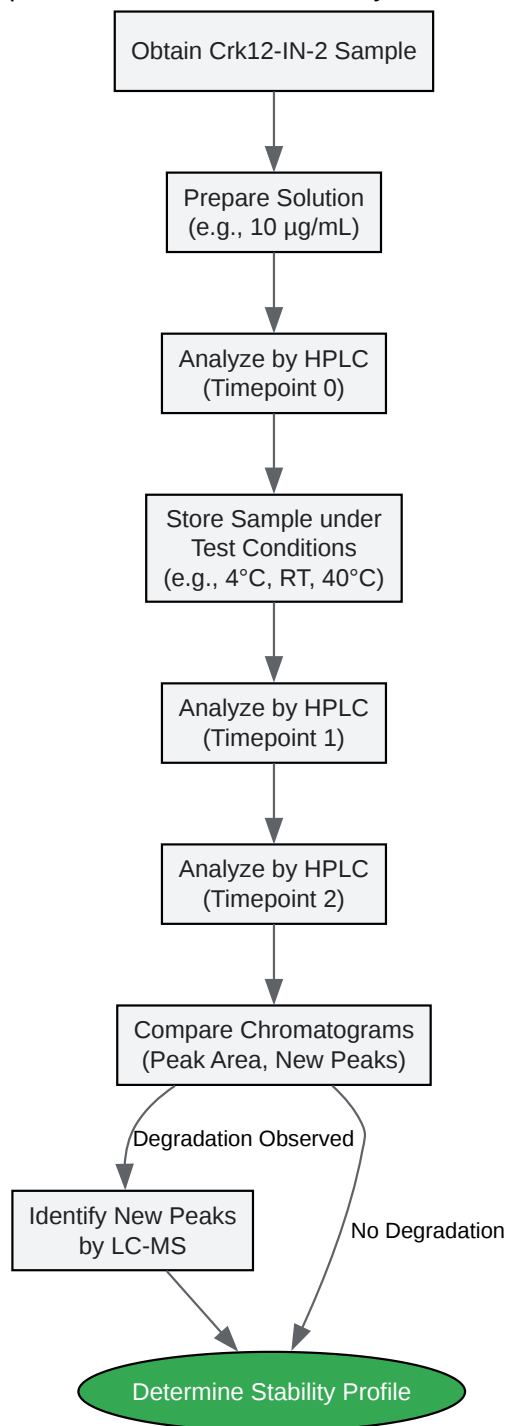 Obtain Crk12-IN-2 Sample
Prepare Solution
(e.g., 10 µg/mL)
Analyze by HPLC
(Timepoint 0)
Store Sample under
Test Conditions
(e.g., 4°C, RT, 40°C)
Analyze by HPLC
(Timepoint 1)
Analyze by HPLC
(Timepoint 2)
Compare Chromatograms
(Peak Area, New Peaks)
Degradation Observed
Identify New Peaks
by LC-MS
No Degradation
Determine Stability Profile